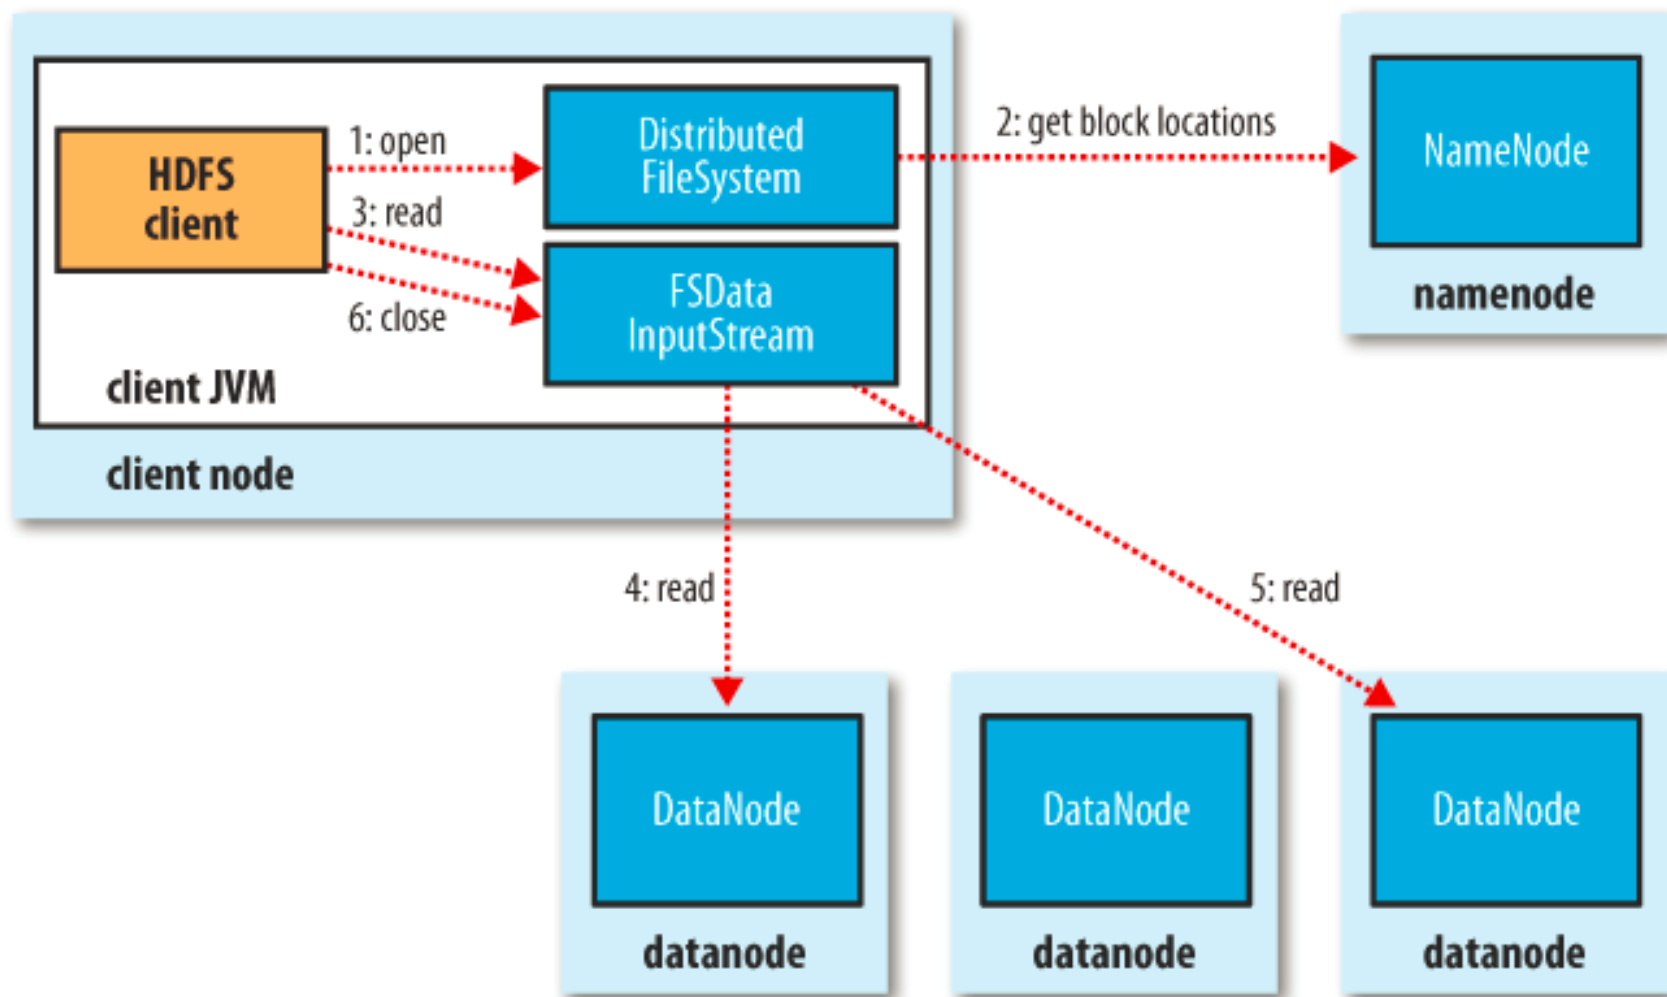 HDFS
client
1: open
3: read
6: close
Distributed
FileSystem
FSData
InputStream
client JVM
client node
2: get block locations
NameNode
namenode
4: read
5: read
DataNode
datanode
DataNode
datanode
DataNode
datanode